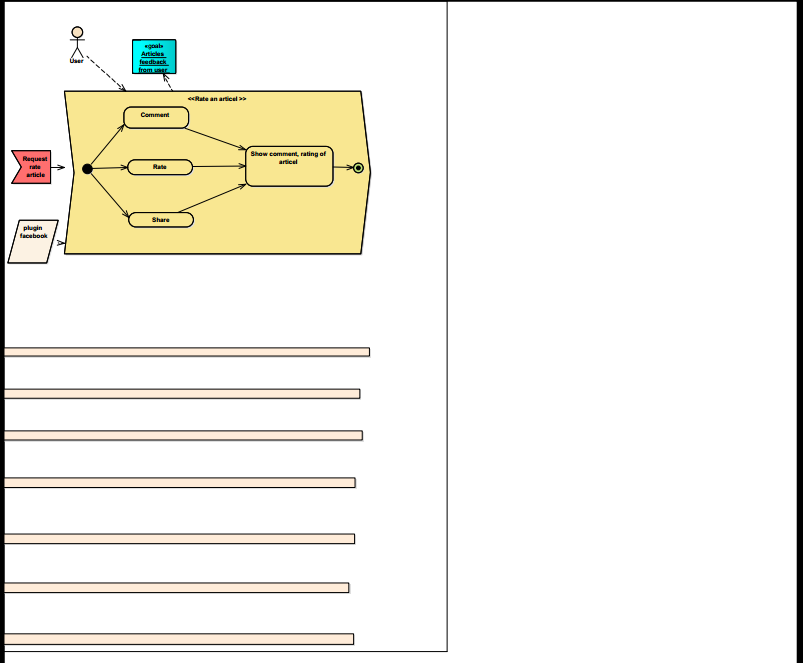 User
«goal»
Articles
feedback
from user
<<Rate an articel >>
Comment
Request
rate
article
Rate
Show comment, rating of
articel
Share
plugin
facebook